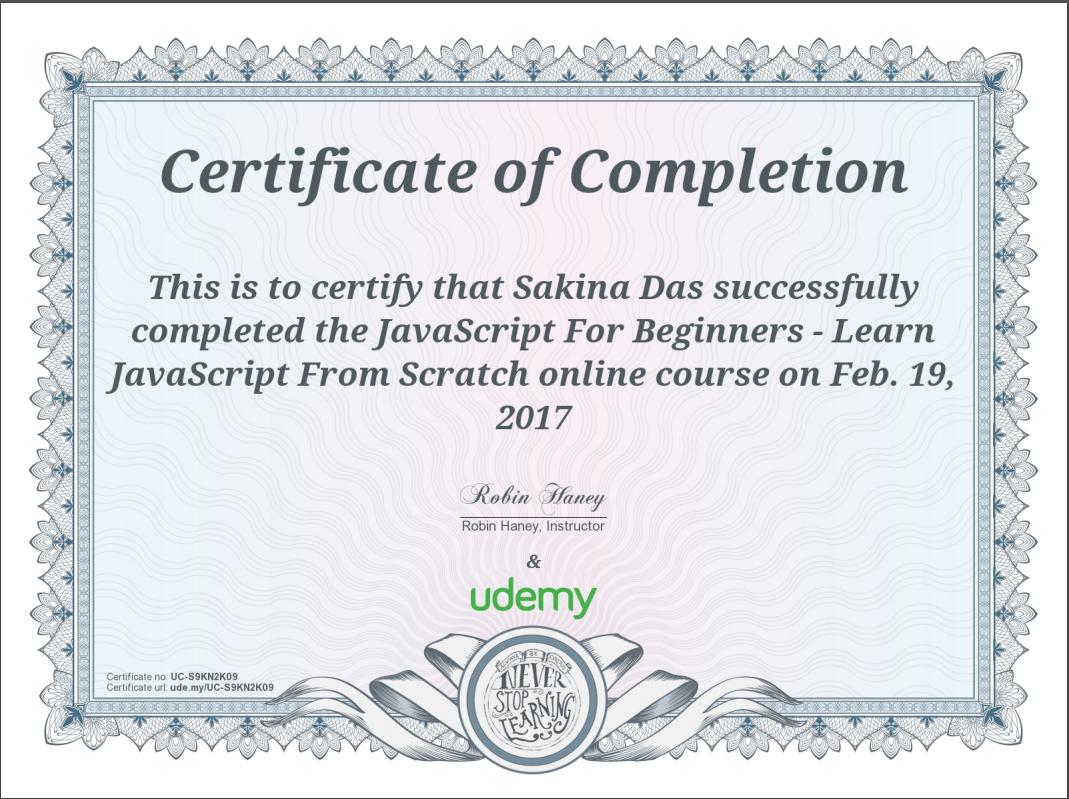 Certificate of Completion
This is to certify that Sakina Das successfully
completed the JavaScript For Beginners - Learn
JavaScript From Scratch online course on Feb. 19,
2017
Robin Haney
Robin Haney, Instructor
&
udemy
NEVER
STOP
LEARNING
Certificate no: UC-S9KN2K09
Certificate url: ude.my/UC-S9KN2K09